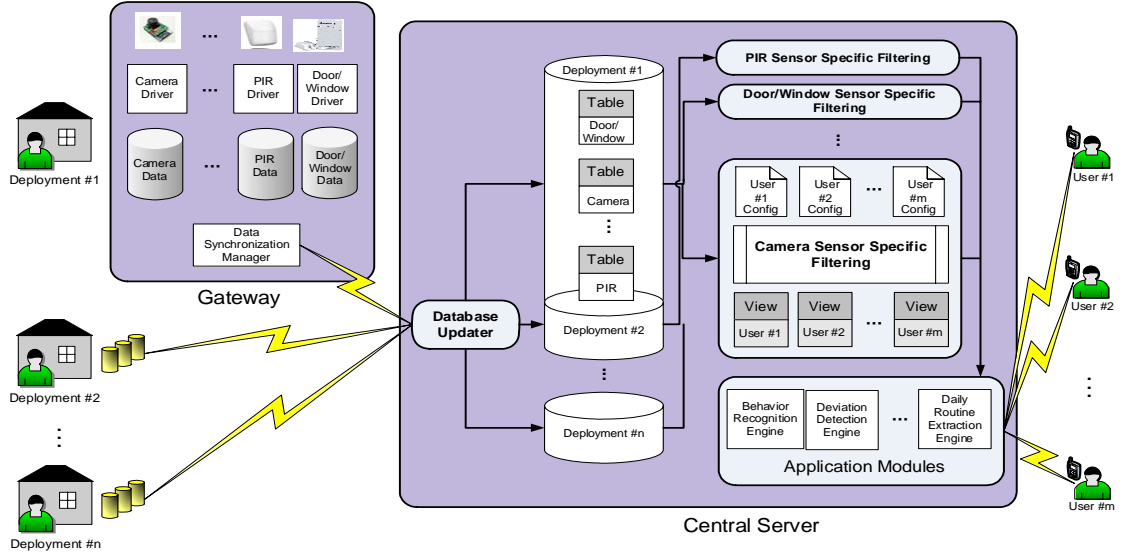 Deployment #1
...
Camera
Driver
...
PIR
Driver
Door/
Window
Driver
Camera
Data
...
PIR
Data
Door/
Window
Data
Data
Synchronization
Manager
Gateway
Deployment #2
...
Deployment #n
Database
Updater
Deployment #1
Table
Door/
Window
Table
Camera
...
Table
PIR
Deployment #2
...
Deployment #n
PIR Sensor Specific Filtering
Door/Window Sensor Specific
Filtering
...
User
#1
Config
User
#2
Config
...
User
#m
Config
Camera Sensor Specific
Filtering
View
User #1
View
User #2
...
View
User #m
Behavior
Recognition
Engine
Deviation
Detection
Engine
...
Daily
Routine
Extraction
Engine
Application Modules
Central Server
User #1
User #2
...
User #m